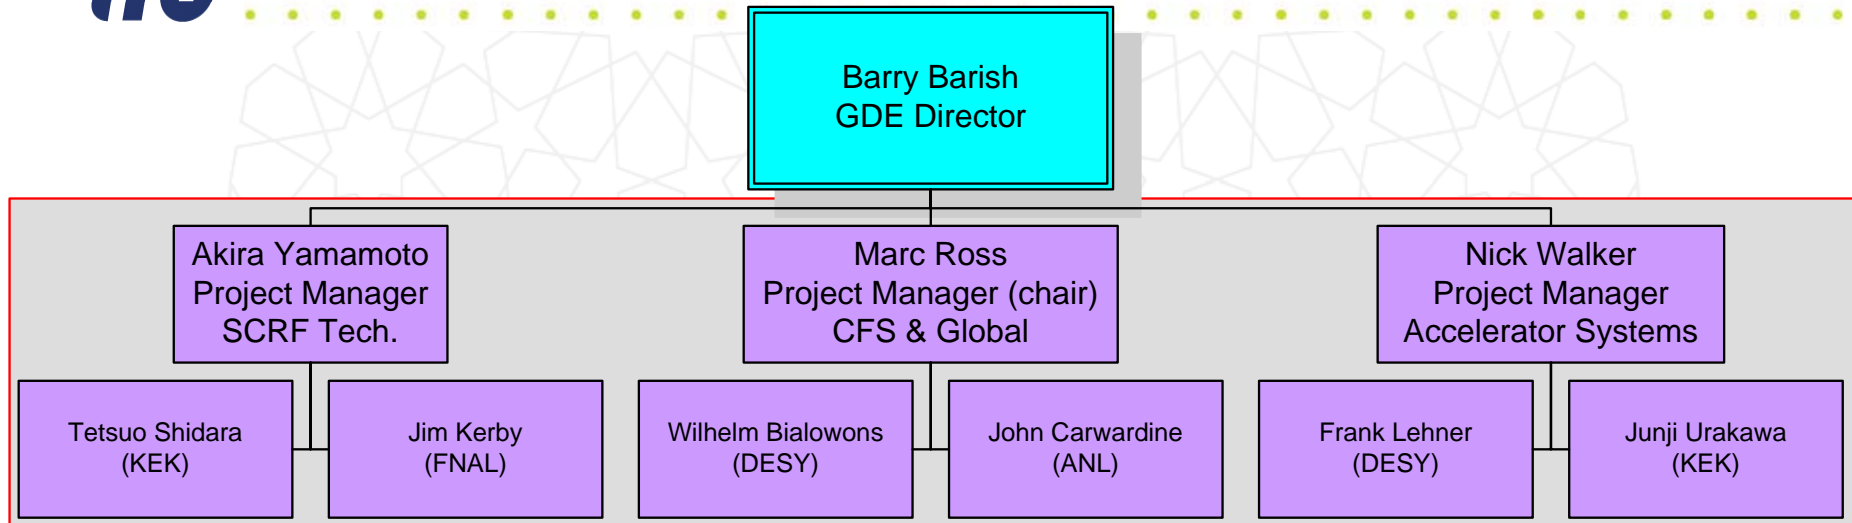 Barry Barish
GDE Director
Akira Yamamoto
Project Manager
SCRF Tech.
Marc Ross
Project Manager (chair)
CFS & Global
Nick Walker
Project Manager
Accelerator Systems
Tetsuo Shidara
(KEK)
Jim Kerby
(FNAL)
Wilhelm Bialowons
(DESY)
John Carwardine
(ANL)
Frank Lehner
(DESY)
Junji Urakawa
(KEK)